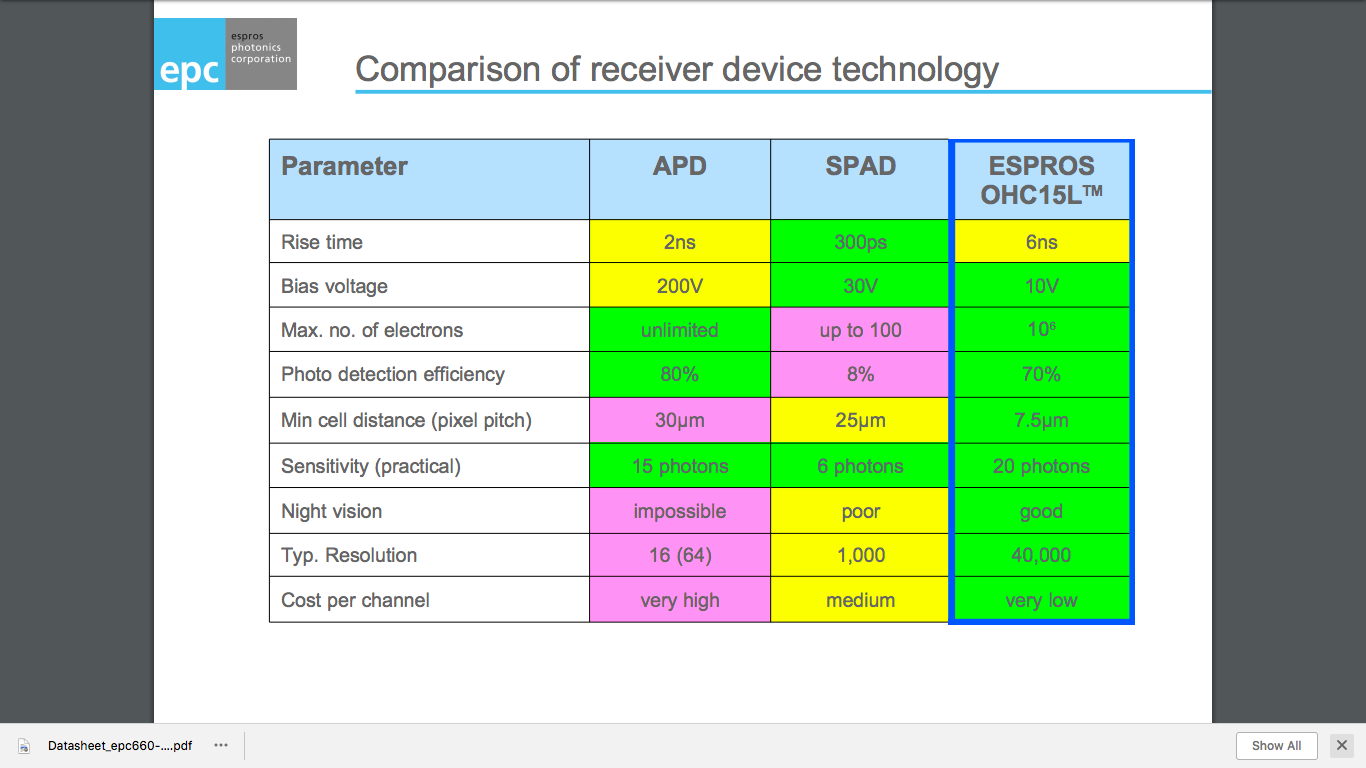 espros
photonics
corporation
epc
Comparison of receiver device technology
Parameter APD SPAD ESPROS
OHC15L™
Rise time 2ns 300ps 6ns
Bias voltage 200V 30V 10V
Max. no. of electrons unlimited up to 100 10⁶
Photo detection efficiency 80% 8% 70%
Min cell distance (pixel pitch) 30µm 25µm 7.5µm
Sensitivity (practical) 15 photons 6 photons 20 photons
Night vision impossible poor good
Typ. Resolution 16 (64) 1,000 40,000
Cost per channel very high medium very low
Datasheet_epc660-....pdf Show All